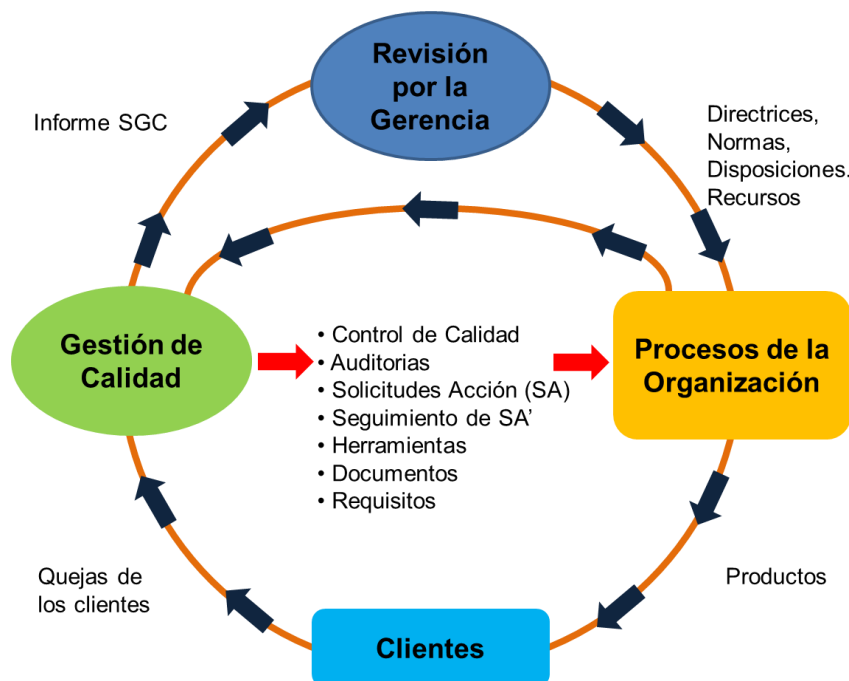 Revisión
por la
Gerencia
Informe SGC
Directrices,
Normas,
Disposiciones.
Recursos
Gestión de
Calidad
• Control de Calidad
• Auditorias
• Solicitudes Acción (SA)
• Seguimiento de SA’
• Herramientas
• Documentos
• Requisitos
Procesos de la
Organización
Quejas de
los clientes
Productos
Clientes